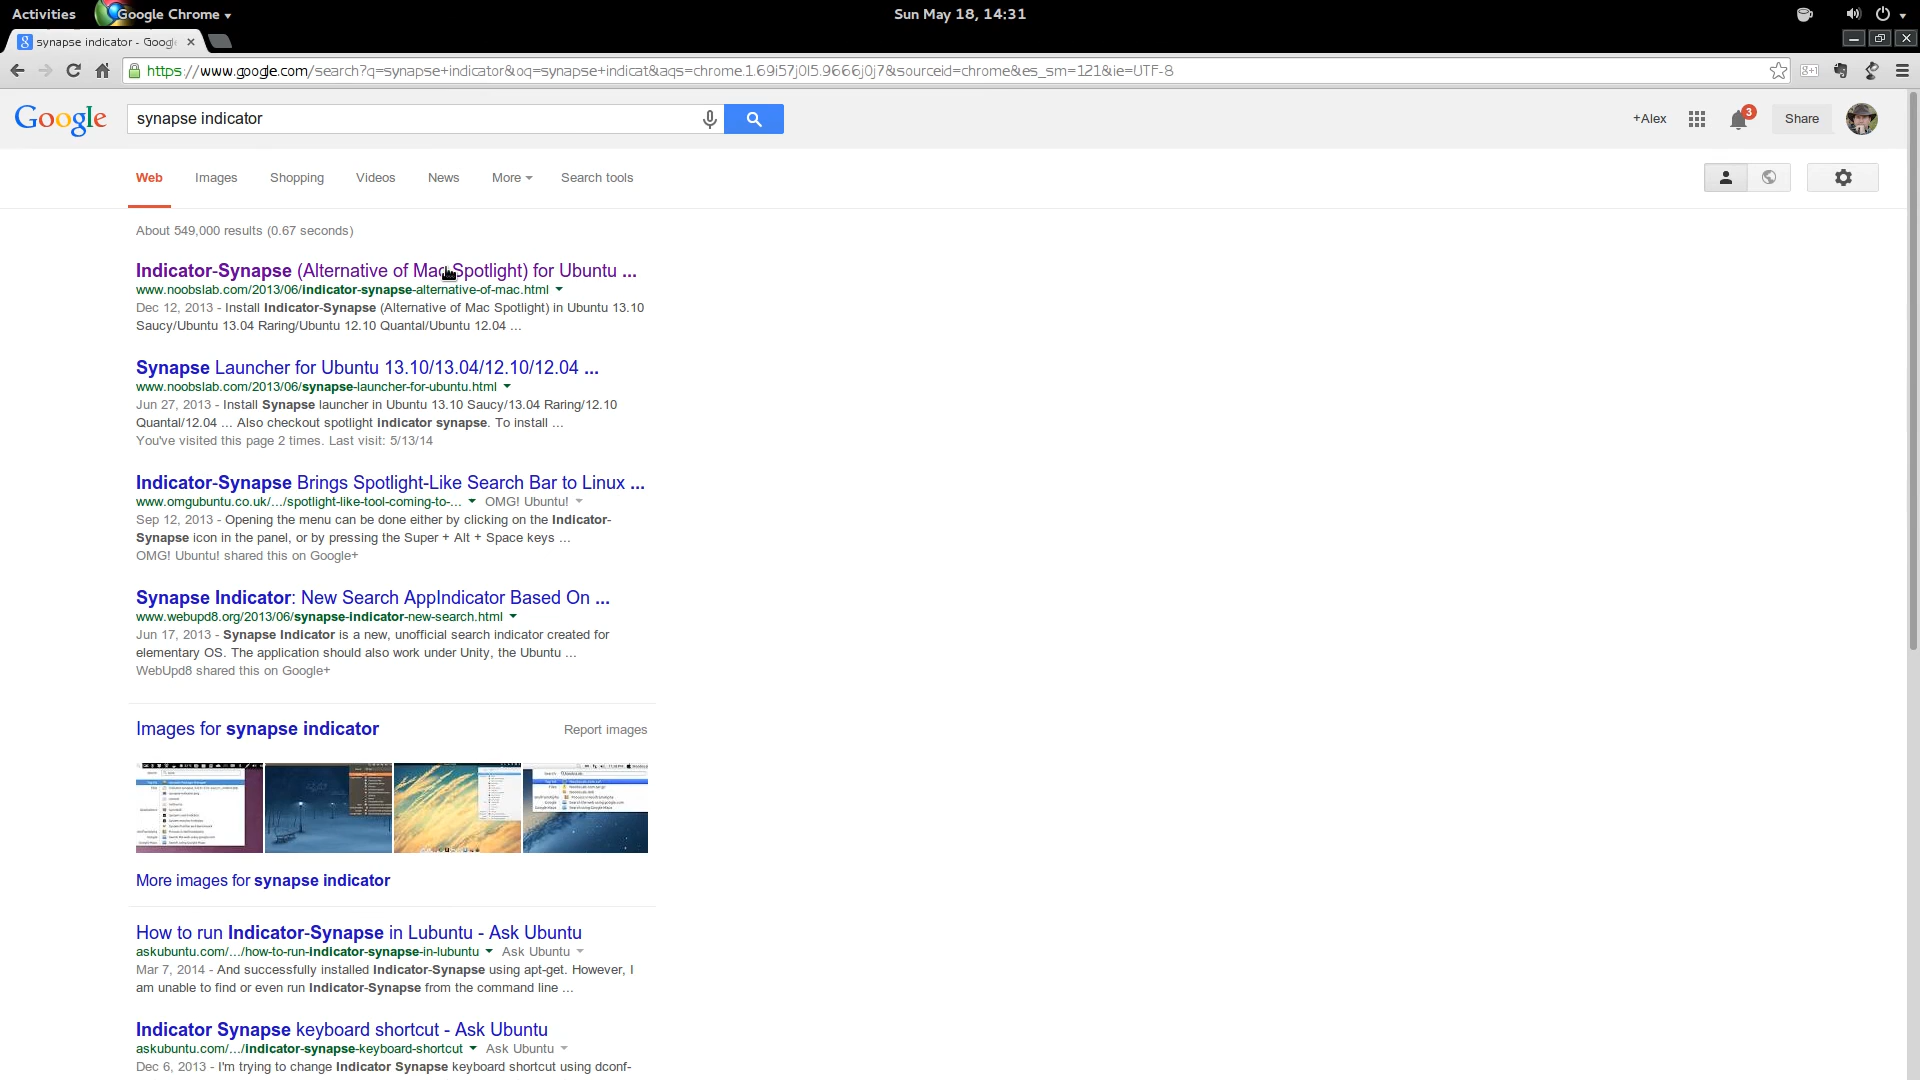 Activities Google Chrome Sun May 18, 14:31
synapse indicator - Googl
https://www.google.com/search?q=synapse+indicator&oq=synapse+indicat&aqs=chrome.1.69i57j0l5.9666j0j7&sourceid=chrome&es_sm=121&ie=UTF-8
Google synapse indicator +Alex 3 Share
Web Images Shopping Videos News More Search tools
About 549,000 results (0.67 seconds)
Indicator-Synapse (Alternative of Mac Spotlight) for Ubuntu ...
www.noobslab.com/2013/06/indicator-synapse-alternative-of-mac.html
Dec 12, 2013 - Install Indicator-Synapse (Alternative of Mac Spotlight) in Ubuntu 13.10
Saucy/Ubuntu 13.04 Raring/Ubuntu 12.10 Quantal/Ubuntu 12.04 ...
Synapse Launcher for Ubuntu 13.10/13.04/12.10/12.04 ...
www.noobslab.com/2013/06/synapse-launcher-for-ubuntu.html
Jun 27, 2013 - Install Synapse launcher in Ubuntu 13.10 Saucy/13.04 Raring/12.10
Quantal/12.04 ... Also checkout spotlight indicator synapse. To install ...
You've visited this page 2 times. Last visit: 5/13/14
Indicator-Synapse Brings Spotlight-Like Search Bar to Linux ...
www.omgubuntu.co.uk/.../spotlight-like-tool-coming-to-... OMG! Ubuntu!
Sep 12, 2013 - Opening the menu can be done either by clicking on the Indicator-
Synapse icon in the panel, or by pressing the Super + Alt + Space keys ...
OMG! Ubuntu! shared this on Google+
Synapse Indicator: New Search AppIndicator Based On ...
www.webupd8.org/2013/06/synapse-indicator-new-search.html
Jun 17, 2013 - Synapse Indicator is a new, unofficial search indicator created for
elementary OS. The application should also work under Unity, the Ubuntu ...
WebUpd8 shared this on Google+
Images for synapse indicator Report images
More images for synapse indicator
How to run Indicator-Synapse in Lubuntu - Ask Ubuntu
askubuntu.com/.../how-to-run-indicator-synapse-in-lubuntu Ask Ubuntu
Mar 7, 2014 - And successfully installed Indicator-Synapse using apt-get. However, I
am unable to find or even run Indicator-Synapse from the command line ...
Indicator Synapse keyboard shortcut - Ask Ubuntu
askubuntu.com/.../indicator-synapse-keyboard-shortcut Ask Ubuntu
Dec 6, 2013 - I'm trying to change Indicator Synapse keyboard shortcut using dconf-